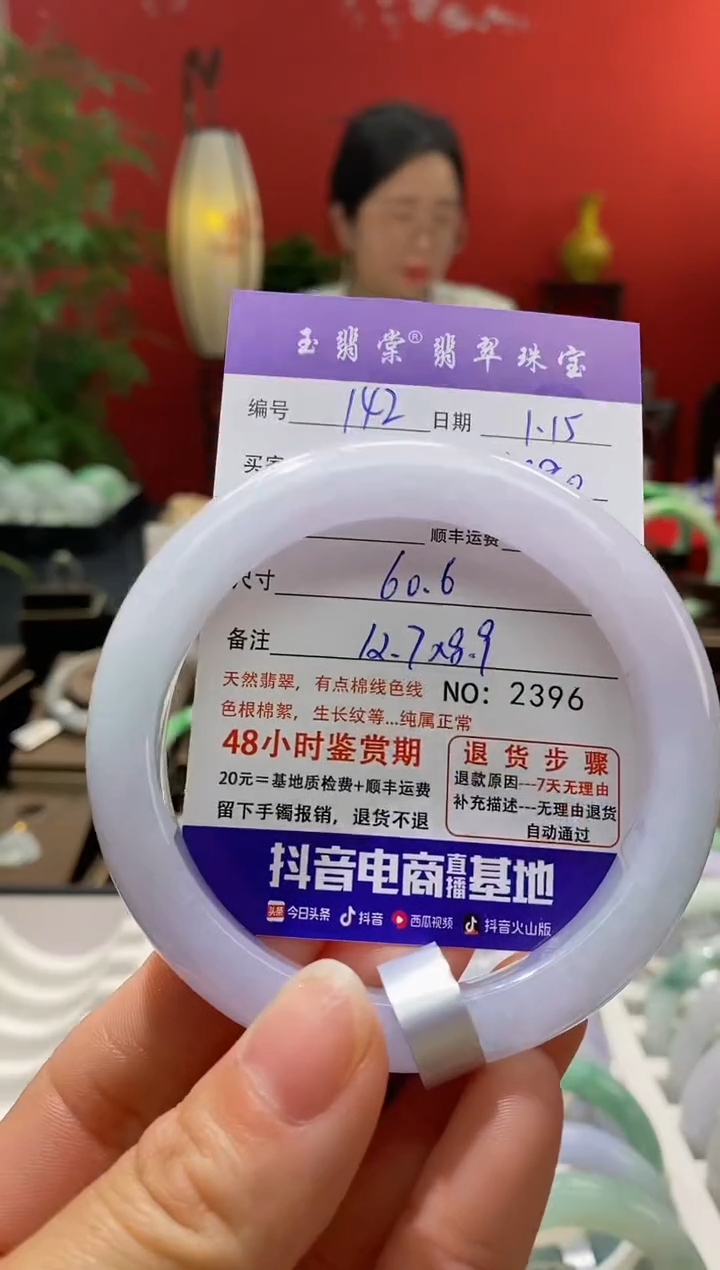 玉翡棠®翡翠珠宝
编号 142 日期 1.15
买家
顺丰运费
尺寸 60.6
备注 12.7x8.9
天然翡翠，有点棉线色线 NO: 2396
色根棉絮，生长纹等...纯属正常
48小时鉴赏期
20元=基地质检费+顺丰运费
留下手镯报销，退货不退
退货步骤
退款原因---7天无理由
补充描述---无理由退货
自动通过
抖音电商直播基地
头条 今日头条 抖音 西瓜视频 抖音火山版